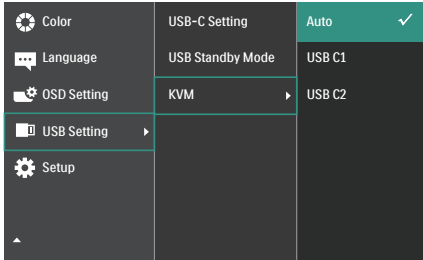 Color
Language
OSD Setting
USB Setting
Setup
USB-C Setting
USB Standby Mode
KVM
Auto
USB C1
USB C2